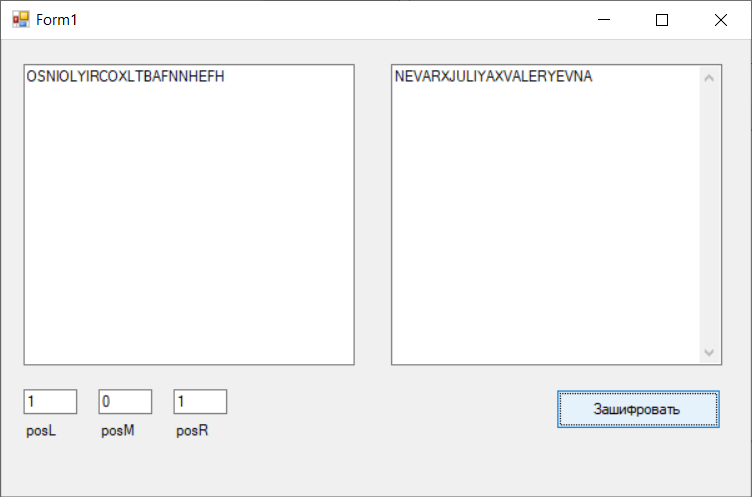 Form1
OSNIOLYIRCOXLTBAFNNHEFH
NEVARXJULIYAXVALERYEVNA
1
0
1
posL
posM
posR
Зашифровать